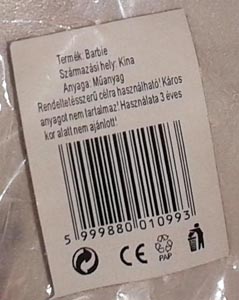 Termék: Barbie
Származási hely: Kina
Anyaga: Műanyag
Rendeltetésszerű célra használható! Káros
anyagot nem tartalmaz! Használata 3 éves
kor alatt nem ajánlott!
5 999880 010993
CE PAP